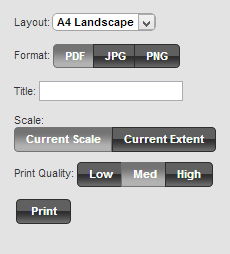 Layout: A4 Landscape
Format: PDF JPG PNG
Title:
Scale:
Current Scale Current Extent
Print Quality: Low Med High
Print